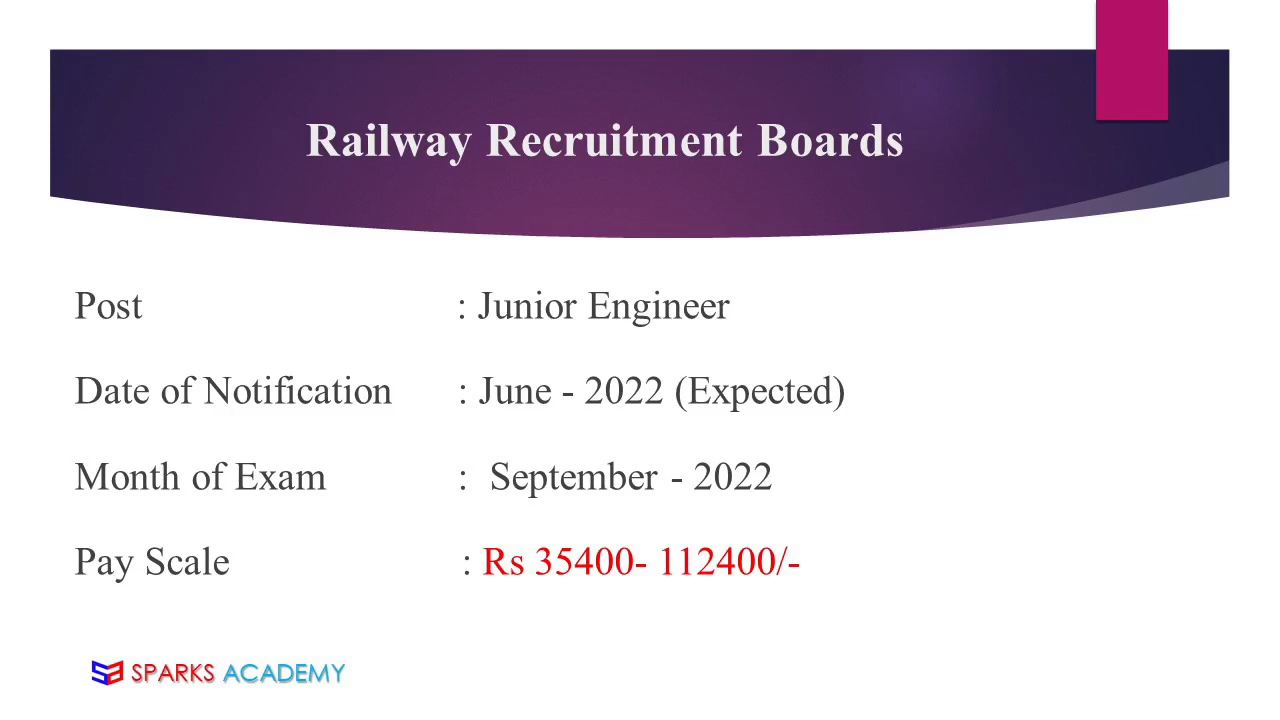 Railway Recruitment Boards
Post : Junior Engineer
Date of Notification : June - 2022 (Expected)
Month of Exam : September - 2022
Pay Scale : Rs 35400- 112400/-
SPARKS ACADEMY